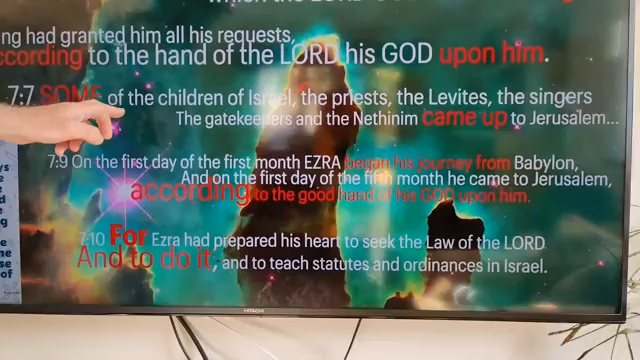 which the LORD GOD
ng had granted him all his requests,
according to the hand of the LORD his GOD upon him.
7:7 SOME of the children of Israel, the priests, the Levites, the singers
The gatekeepers and the Nethinim came up to Jerusalem...
7:9 On the first day of the first month EZRA began his journey from Babylon,
And on the first day of the fifth month he came to Jerusalem,
according to the good hand of his GOD upon him.
7:10 For Ezra had prepared his heart to seek the Law of the LORD
And to do it, and to teach statutes and ordinances in Israel.
HITACHI